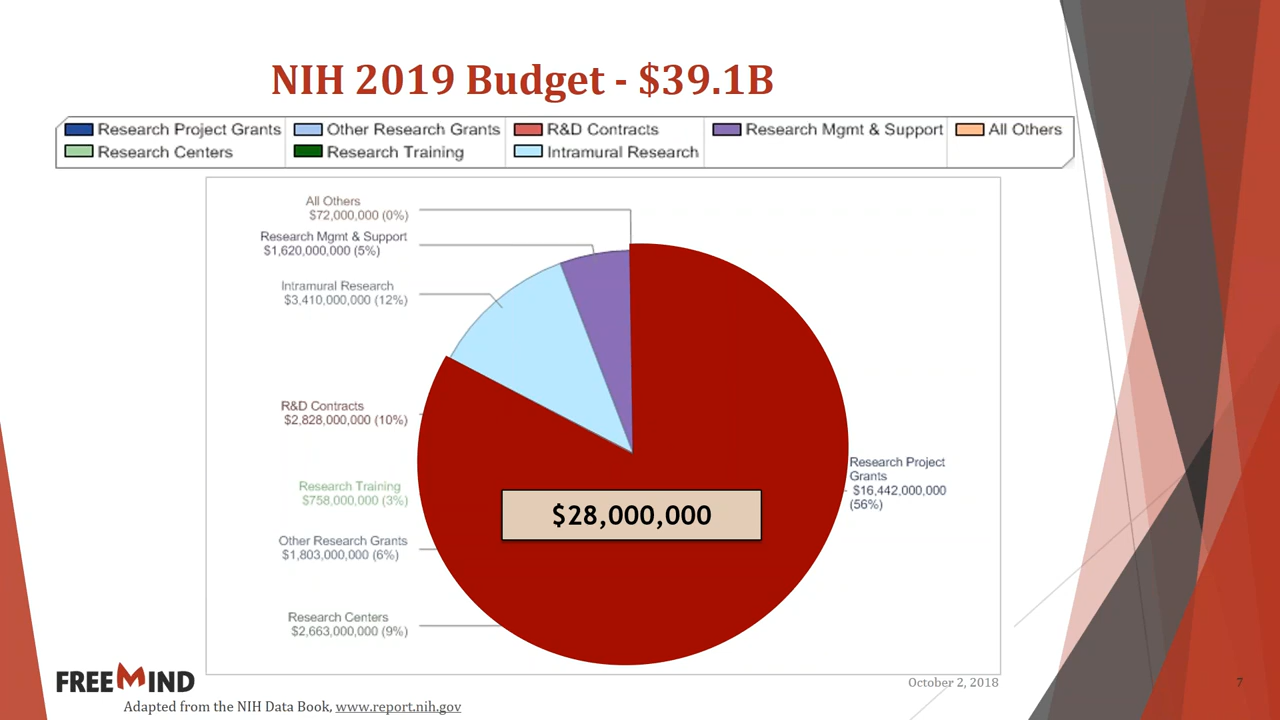 NIH 2019 Budget - $39.1B
Research Project Grants
Other Research Grants
R&D Contracts
Research Mgmt & Support
All Others
Research Centers
Research Training
Intramural Research
All Others
$72,000,000 (0%)
Research Mgmt & Support
$1,620,000,000 (5%)
Intramural Research
$3,410,000,000 (12%)
R&D Contracts
$2,828,000,000 (10%)
Research Project
Grants
$16,442,000,000
(56%)
Research Training
$758,000,000 (3%)
$28,000,000
Other Research Grants
$1,803,000,000 (6%)
Research Centers
$2,663,000,000 (9%)
FREEMIND
October 2, 2018
7
Adapted from the NIH Data Book, www.report.nih.gov